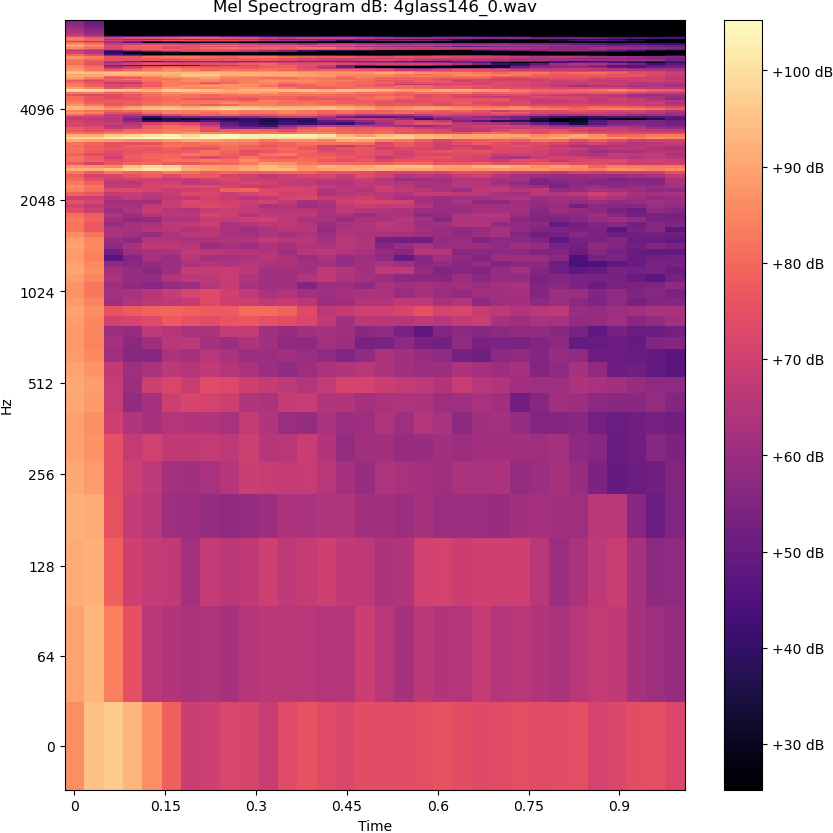 Mel Spectrogram dB: 4glass146_0.wav
+100 dB
4096
+90 dB
2048
+80 dB
1024
+70 dB
512
Hz
+60 dB
256
+50 dB
128
+40 dB
64
+30 dB
0
0 0.15 0.3 0.45 0.6 0.75 0.9
Time